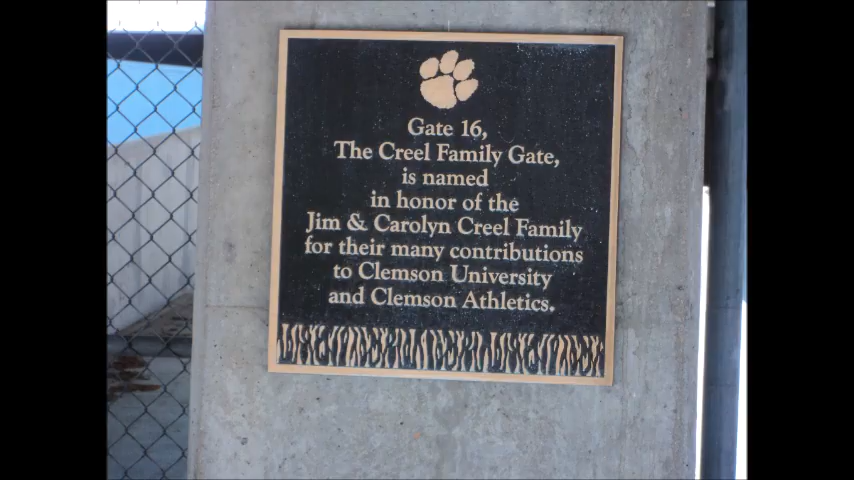 Gate 16,
The Creel Family Gate,
is named
in honor of the
Jim & Carolyn Creel Family
for their many contributions
to Clemson University
and Clemson Athletics.